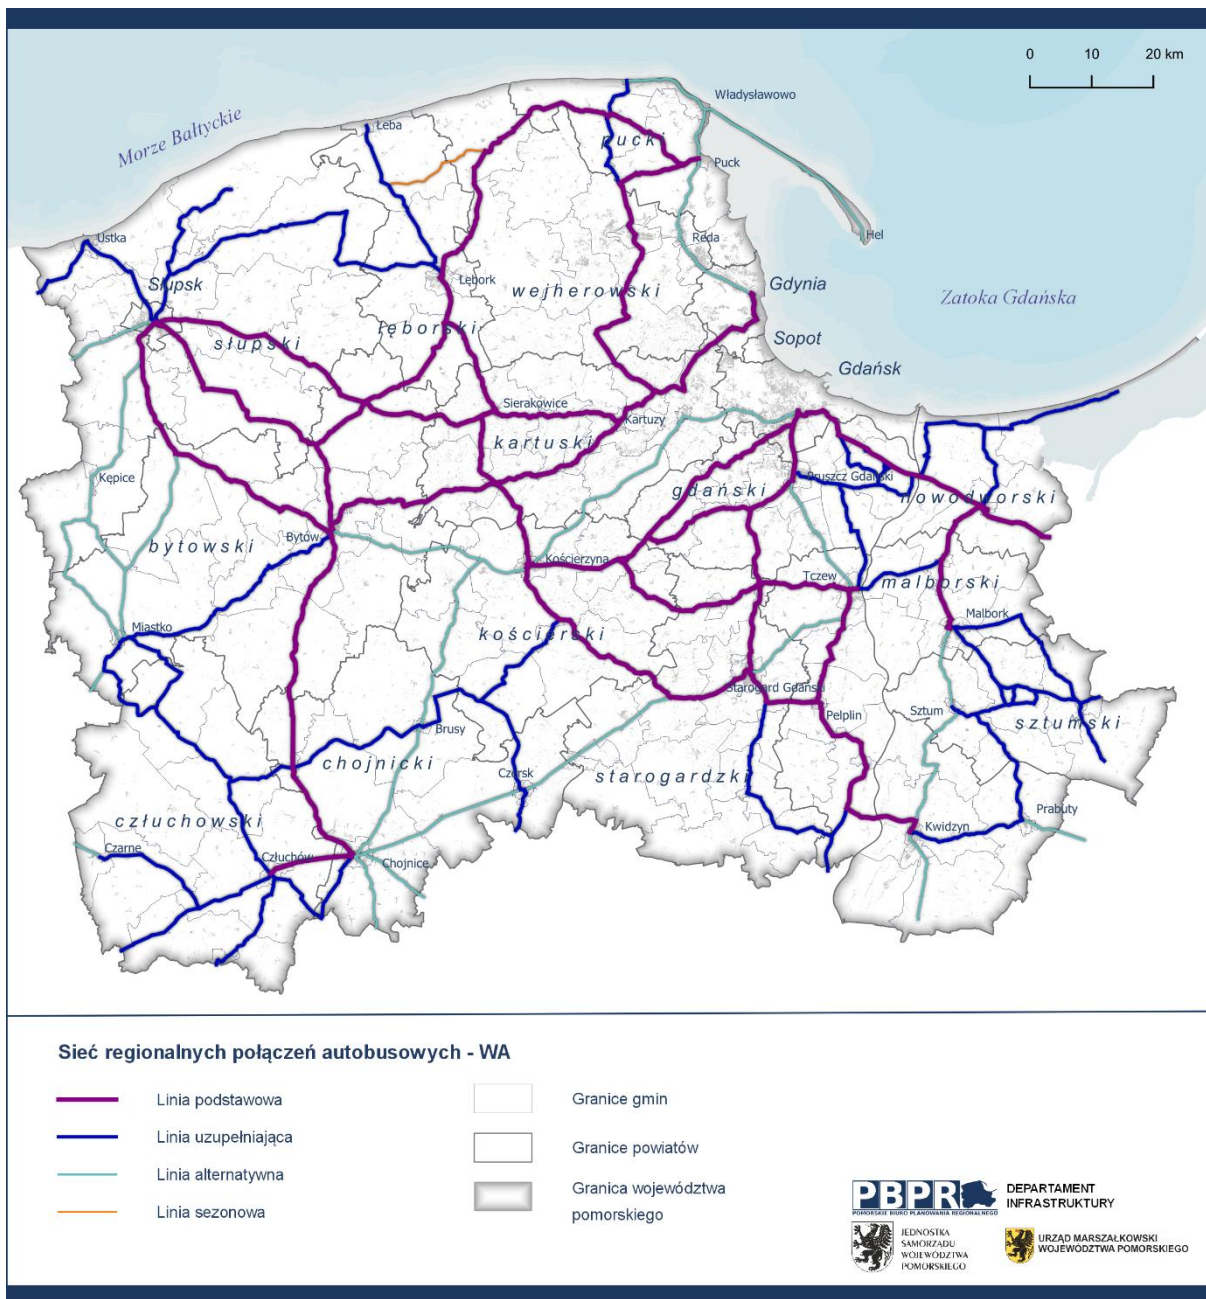 0 10 20 km
Władysławowo
Morze Bałtyckie
Łeba
pucki
Puck
Ustka
Reda
Hel
Słupsk
Lębork
wejherowski
Gdynia
Zatoka Gdańska
słupski
lęborski
Sopot
Gdańsk
Sierakowice
Kartuzy
kartuski
Kępice
gdański
Pruszcz Gdański
nowodworski
bytowski
Bytów
Kościerzyna
Tczew
malborski
Miastko
kościerski
Malbork
Starogard Gdański
Pelplin
Sztum
sztumski
Brusy
chojnicki
Czersk
starogardzki
człuchowski
Prabuty
Kwidzyn
Czarne
Człuchów
Chojnice
Sieć regionalnych połączeń autobusowych - WA
Linia podstawowa
Linia uzupełniająca
Linia alternatywna
Linia sezonowa
Granice gmin
Granice powiatów
Granica województwa
pomorskiego
PBPR
POMORSKIE BIURO PLANOWANIA REGIONALNEGO
DEPARTAMENT
INFRASTRUKTURY
JEDNOSTKA
SAMORZĄDU
WOJEWÓDZTWA
POMORSKIEGO
URZĄD MARSZAŁKOWSKI
WOJEWÓDZTWA POMORSKIEGO